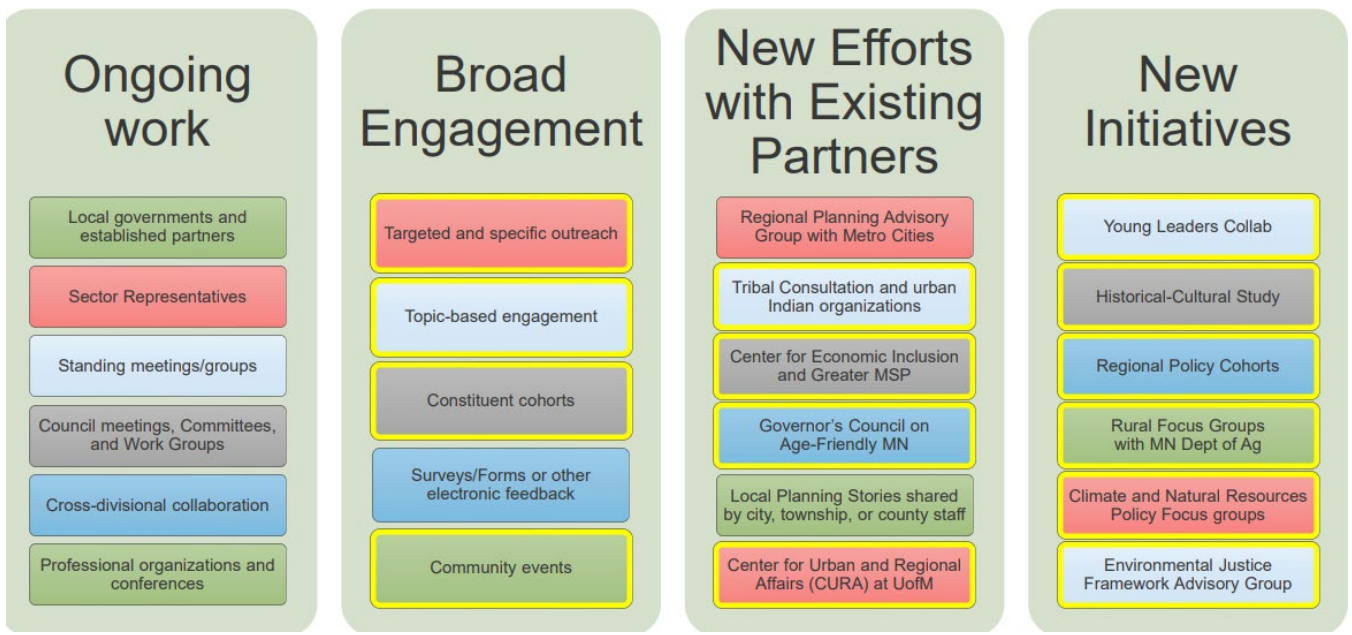 Ongoing
work
Local governments and
established partners
Sector Representatives
Standing meetings/groups
Council meetings, Committees,
and Work Groups
Cross-divisional collaboration
Professional organizations and
conferences
Broad
Engagement
Targeted and specific outreach
Topic-based engagement
Constituent cohorts
Surveys/Forms or other
electronic feedback
Community events
New Efforts
with Existing
Partners
Regional Planning Advisory
Group with Metro Cities
Tribal Consultation and urban
Indian organizations
Center for Economic Inclusion
and Greater MSP
Governor's Council on
Age-Friendly MN
Local Planning Stories shared
by city, township, or county staff
Center for Urban and Regional
Affairs (CURA) at UofM
New
Initiatives
Young Leaders Collab
Historical-Cultural Study
Regional Policy Cohorts
Rural Focus Groups
with MN Dept of Ag
Climate and Natural Resources
Policy Focus groups
Environmental Justice
Framework Advisory Group